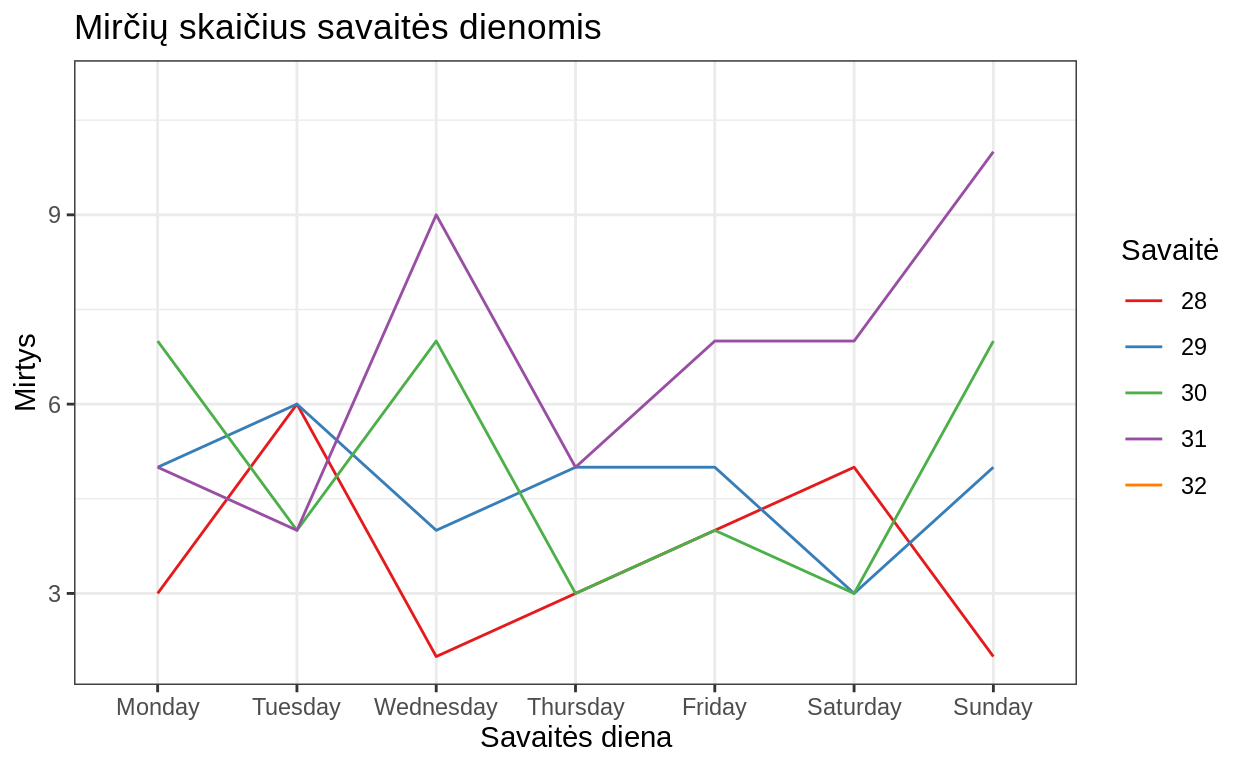 Mirčių skaičius savaitės dienomis
Mirtys
9
6
3
Monday Tuesday Wednesday Thursday Friday Saturday Sunday
Savaitės diena
Savaitė
28
29
30
31
32